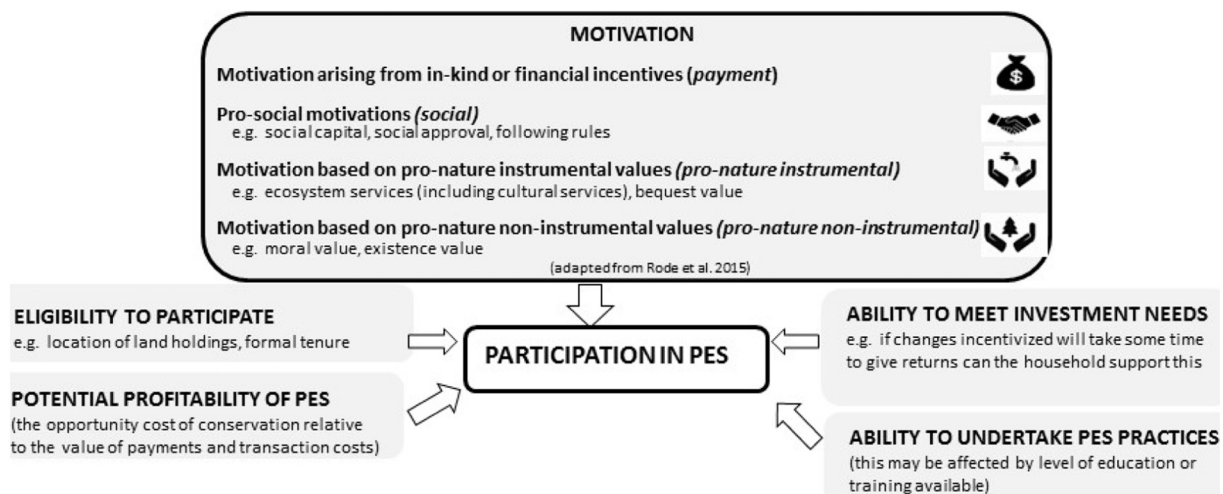 MOTIVATION
Motivation arising from in-kind or financial incentives (payment)
$
Pro-social motivations (social)
e.g. social capital, social approval, following rules
Motivation based on pro-nature instrumental values (pro-nature instrumental)
e.g. ecosystem services (including cultural services), bequest value
Motivation based on pro-nature non-instrumental values (pro-nature non-instrumental)
e.g. moral value, existence value
(adapted from Rode et al. 2015)
ELIGIBILITY TO PARTICIPATE
e.g. location of land holdings, formal tenure
POTENTIAL PROFITABILITY OF PES
(the opportunity cost of conservation relative
to the value of payments and transaction costs)
PARTICIPATION IN PES
ABILITY TO MEET INVESTMENT NEEDS
e.g. if changes incentivized will take some time
to give returns can the household support this
ABILITY TO UNDERTAKE PES PRACTICES
(this may be affected by level of education or
training available)